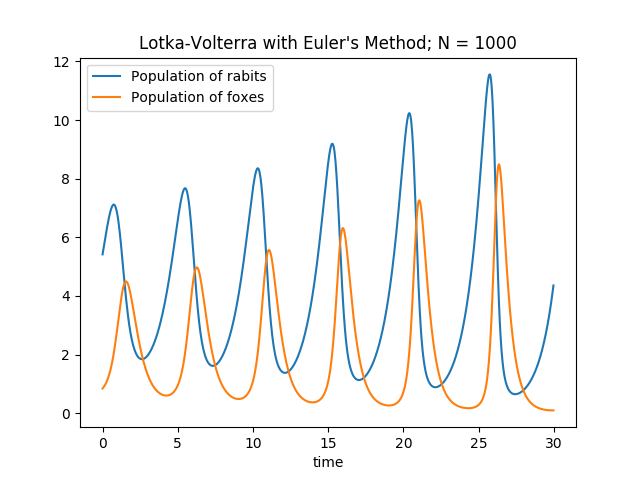 Lotka-Volterra with Euler's Method; N = 1000
Population of rabits
Population of foxes
12
10
8
6
4
2
0
0 5 10 15 20 25 30
time